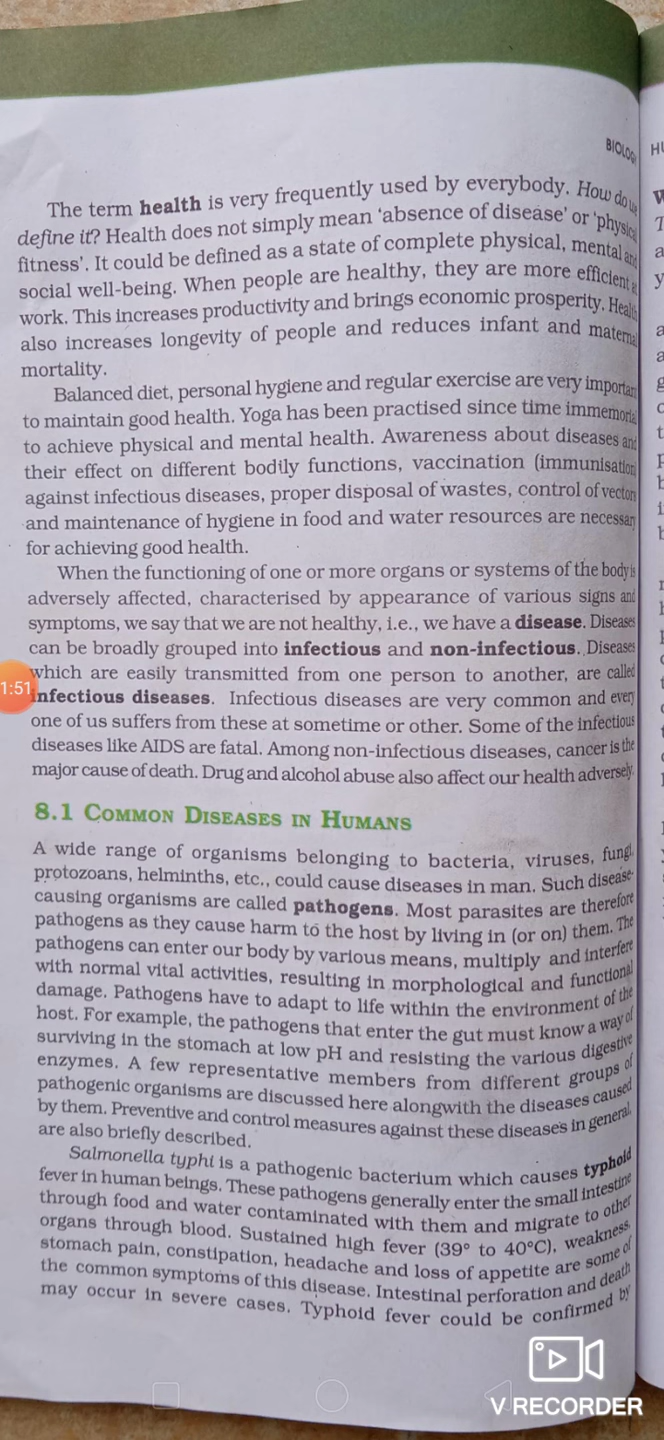 BIOLOGY
The term health is very frequently used by everybody. How do we
define it? Health does not simply mean 'absence of disease' or 'physical
fitness'. It could be defined as a state of complete physical, mental and
social well-being. When people are healthy, they are more efficient at
work. This increases productivity and brings economic prosperity. Health
also increases longevity of people and reduces infant and maternal
mortality.
Balanced diet, personal hygiene and regular exercise are very important
to maintain good health. Yoga has been practised since time immemorial
to achieve physical and mental health. Awareness about diseases and
their effect on different bodily functions, vaccination (immunisation)
against infectious diseases, proper disposal of wastes, control of vectors
and maintenance of hygiene in food and water resources are necessary
for achieving good health.
When the functioning of one or more organs or systems of the body is
adversely affected, characterised by appearance of various signs and
symptoms, we say that we are not healthy, i.e., we have a disease. Diseases
can be broadly grouped into infectious and non-infectious. Diseases
which are easily transmitted from one person to another, are called
1:51
infectious diseases. Infectious diseases are very common and every
one of us suffers from these at sometime or other. Some of the infectious
diseases like AIDS are fatal. Among non-infectious diseases, cancer is the
major cause of death. Drug and alcohol abuse also affect our health adversely.
8.1 COMMON DISEASES IN HUMANS
A wide range of organisms belonging to bacteria, viruses, fungi,
protozoans, helminths, etc., could cause diseases in man. Such disease-
causing organisms are called pathogens. Most parasites are therefore
pathogens as they cause harm to the host by living in (or on) them. The
pathogens can enter our body by various means, multiply and interfere
with normal vital activities, resulting in morphological and functional
damage. Pathogens have to adapt to life within the environment of the
host. For example, the pathogens that enter the gut must know a way of
surviving in the stomach at low pH and resisting the various digestive
enzymes. A few representative members from different groups of
pathogenic organisms are discussed here alongwith the diseases caused
by them. Preventive and control measures against these diseases in general,
are also briefly described.
Salmonella typhi is a pathogenic bacterium which causes typhoid
fever in human beings. These pathogens generally enter the small intestine
through food and water contaminated with them and migrate to other
organs through blood. Sustained high fever (39° to 40°C), weakness,
stomach pain, constipation, headache and loss of appetite are some of
the common symptoms of this disease. Intestinal perforation and death
may occur in severe cases. Typhoid fever could be confirmed by
V RECORDER